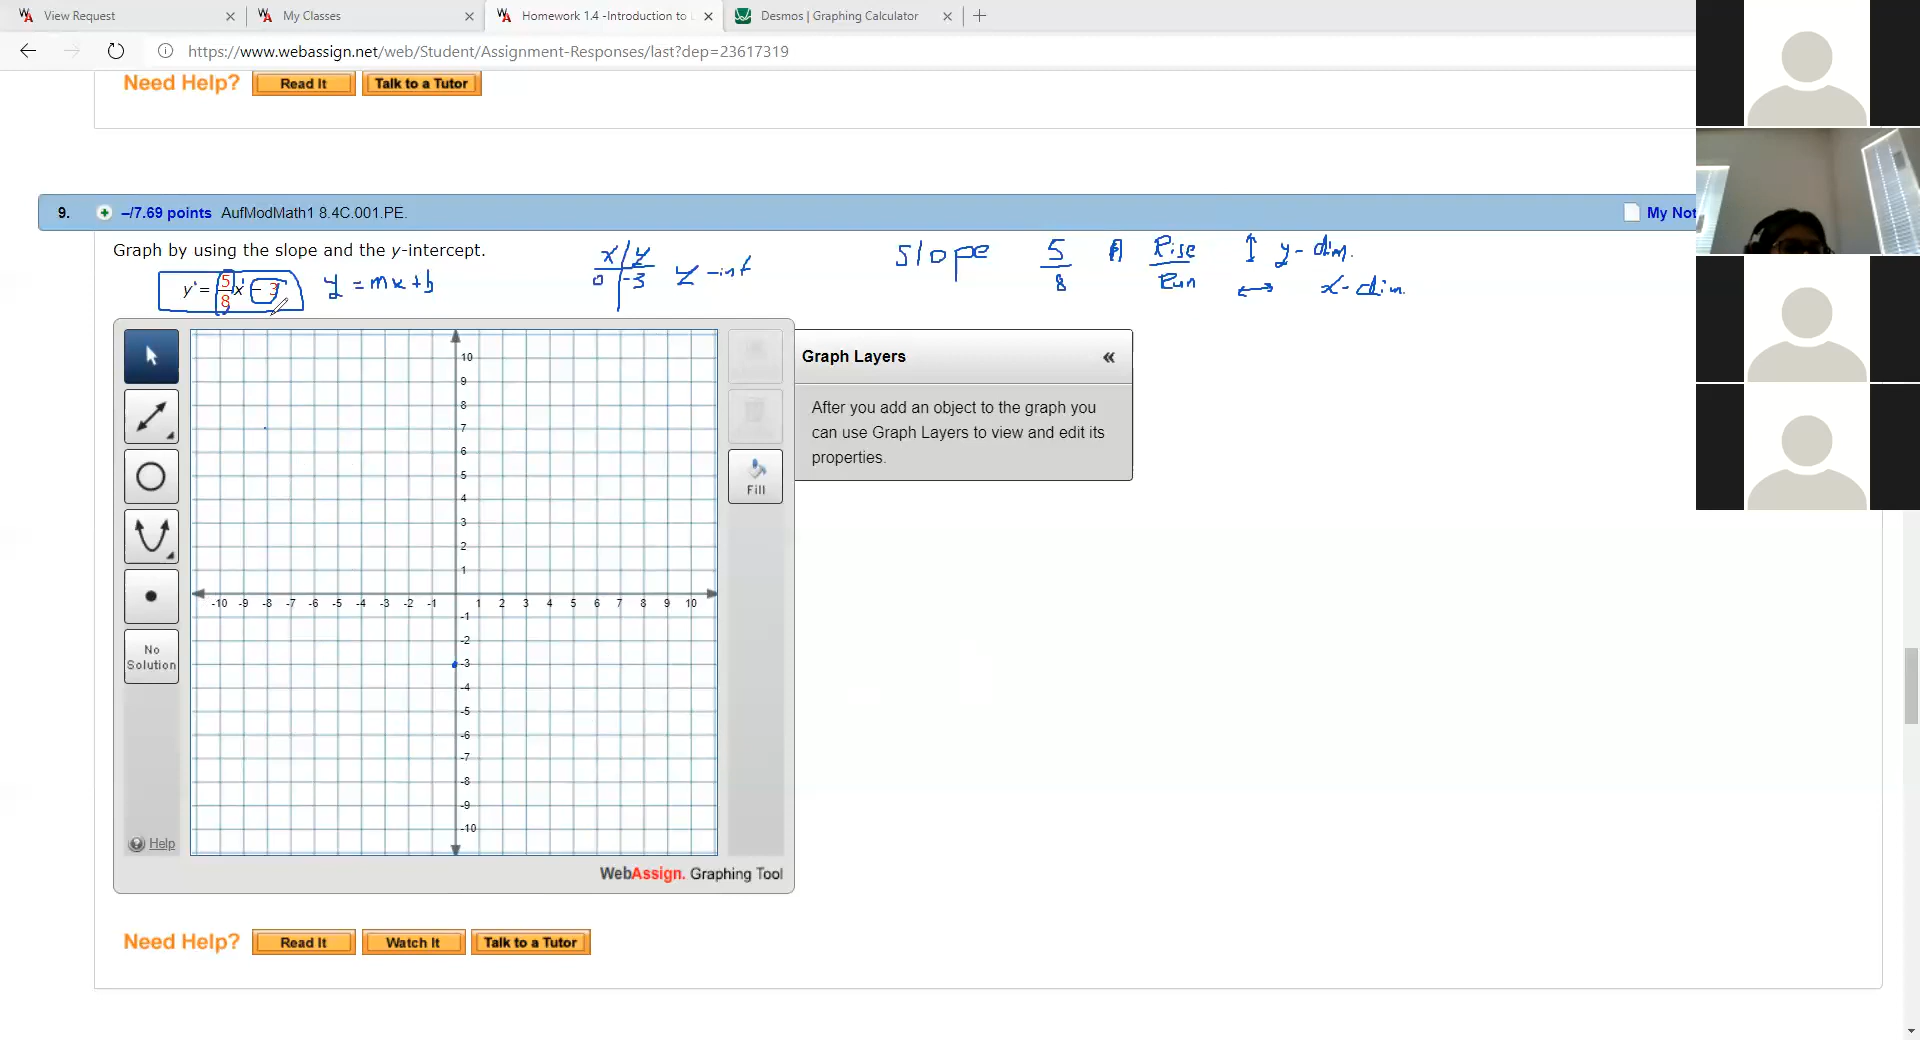 View Request
My Classes
Homework 1.4 -Introduction to
Desmos | Graphing Calculator
https://www.webassign.net/web/Student/Assignment-Responses/last?dep=23617319
Need Help? Read It Talk to a Tutor
9. –/7.69 points AufModMath1 8.4C.001.PE.
My Not
Graph by using the slope and the y-intercept.
y = 5/8 x − 3
y = mx + b
x | y
0 | -3
y-int
slope 5/8
Rise ↕ y-dim.
Run ↔ x-dim.
Graph Layers «
After you add an object to the graph you
can use Graph Layers to view and edit its
properties.
No
Solution
Fill
Help
10
9
8
7
6
5
4
3
2
1
-10 -9 -8 -7 -6 -5 -4 -3 -2 -1 1 2 3 4 5 6 7 8 9 10
-1
-2
-3
-4
-5
-6
-7
-8
-9
-10
WebAssign. Graphing Tool
Need Help? Read It Watch It Talk to a Tutor